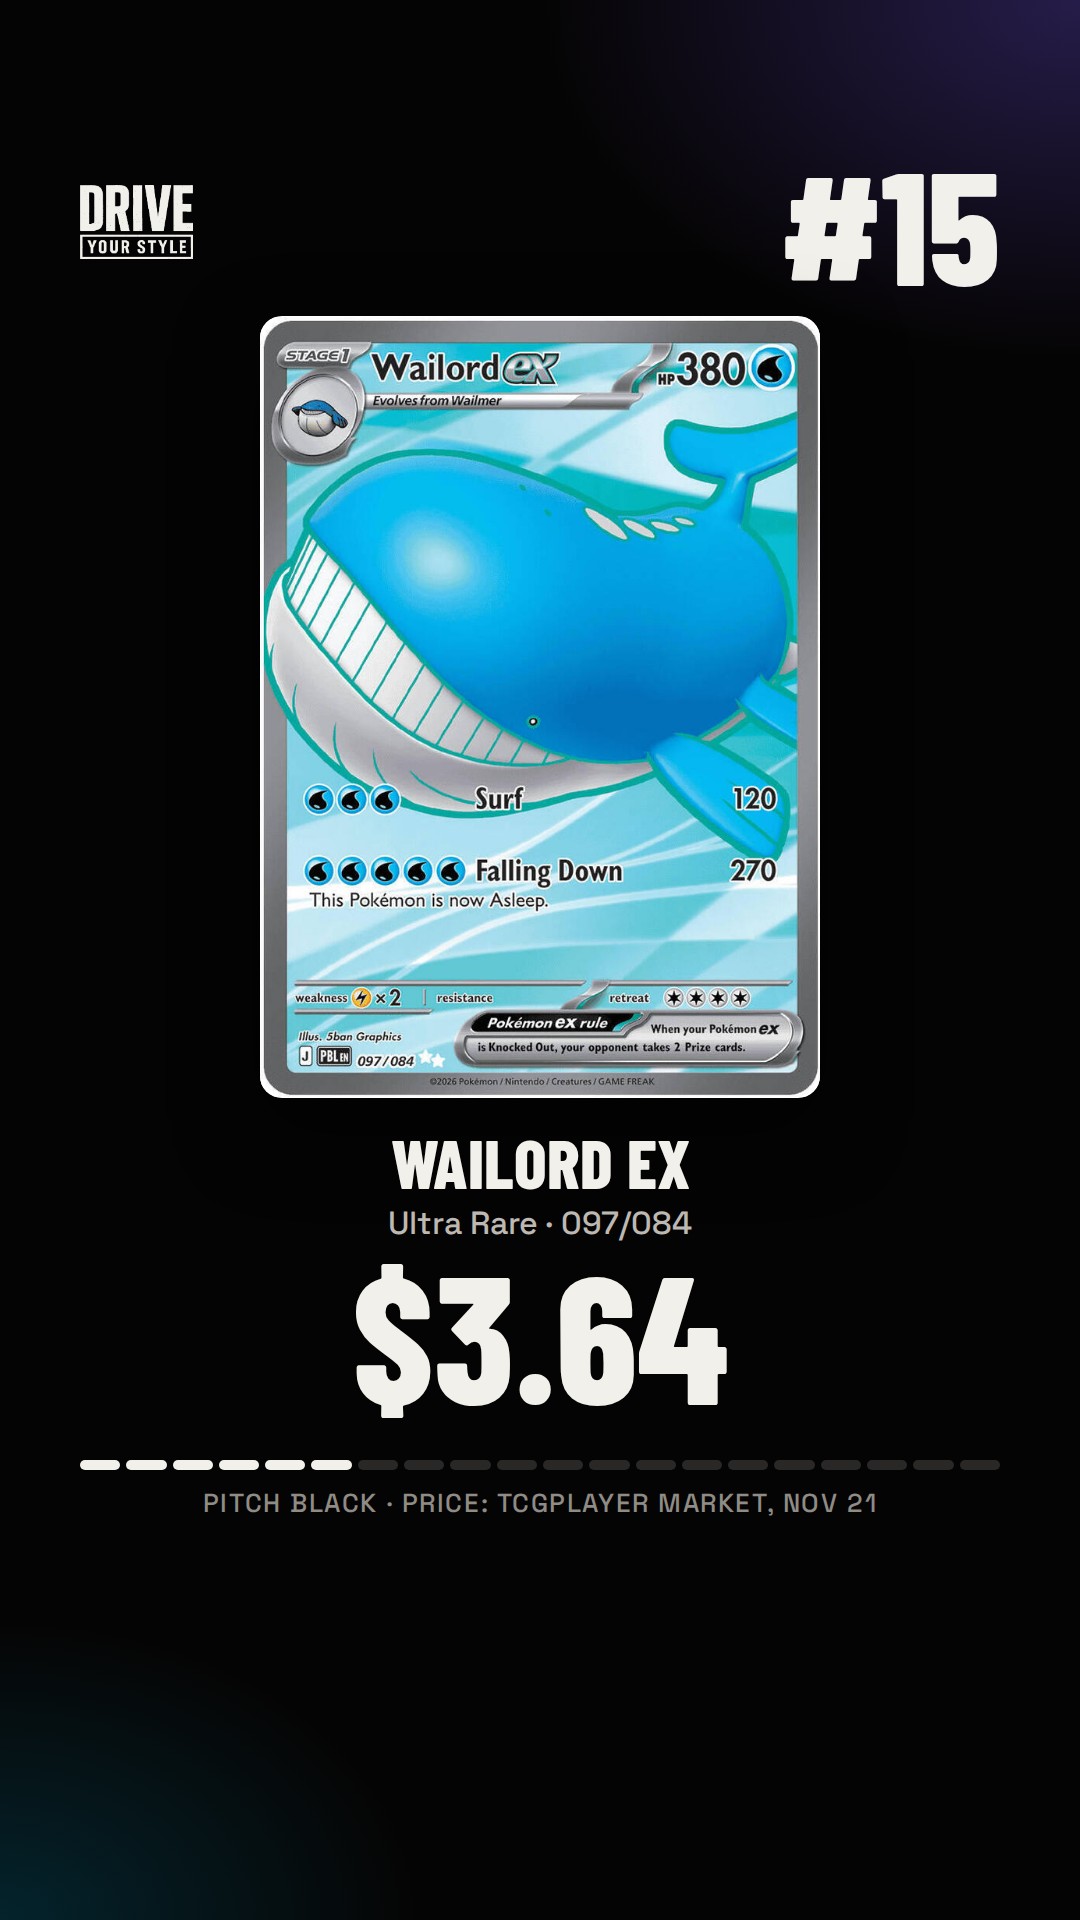 DRIVE
YOUR STYLE
#15
STAGE 1
Wailord ex
HP 380
Evolves from Wailmer
Surf 120
Falling Down 270
This Pokémon is now Asleep.
weakness ×2 resistance retreat
Pokémon ex rule When your Pokémon ex
is Knocked Out, your opponent takes 2 Prize cards.
Illus. 5ban Graphics
J PBL EN 097/084
©2026 Pokémon / Nintendo / Creatures / GAME FREAK
WAILORD EX
Ultra Rare · 097/084
$3.64
PITCH BLACK · PRICE: TCGPLAYER MARKET, NOV 21